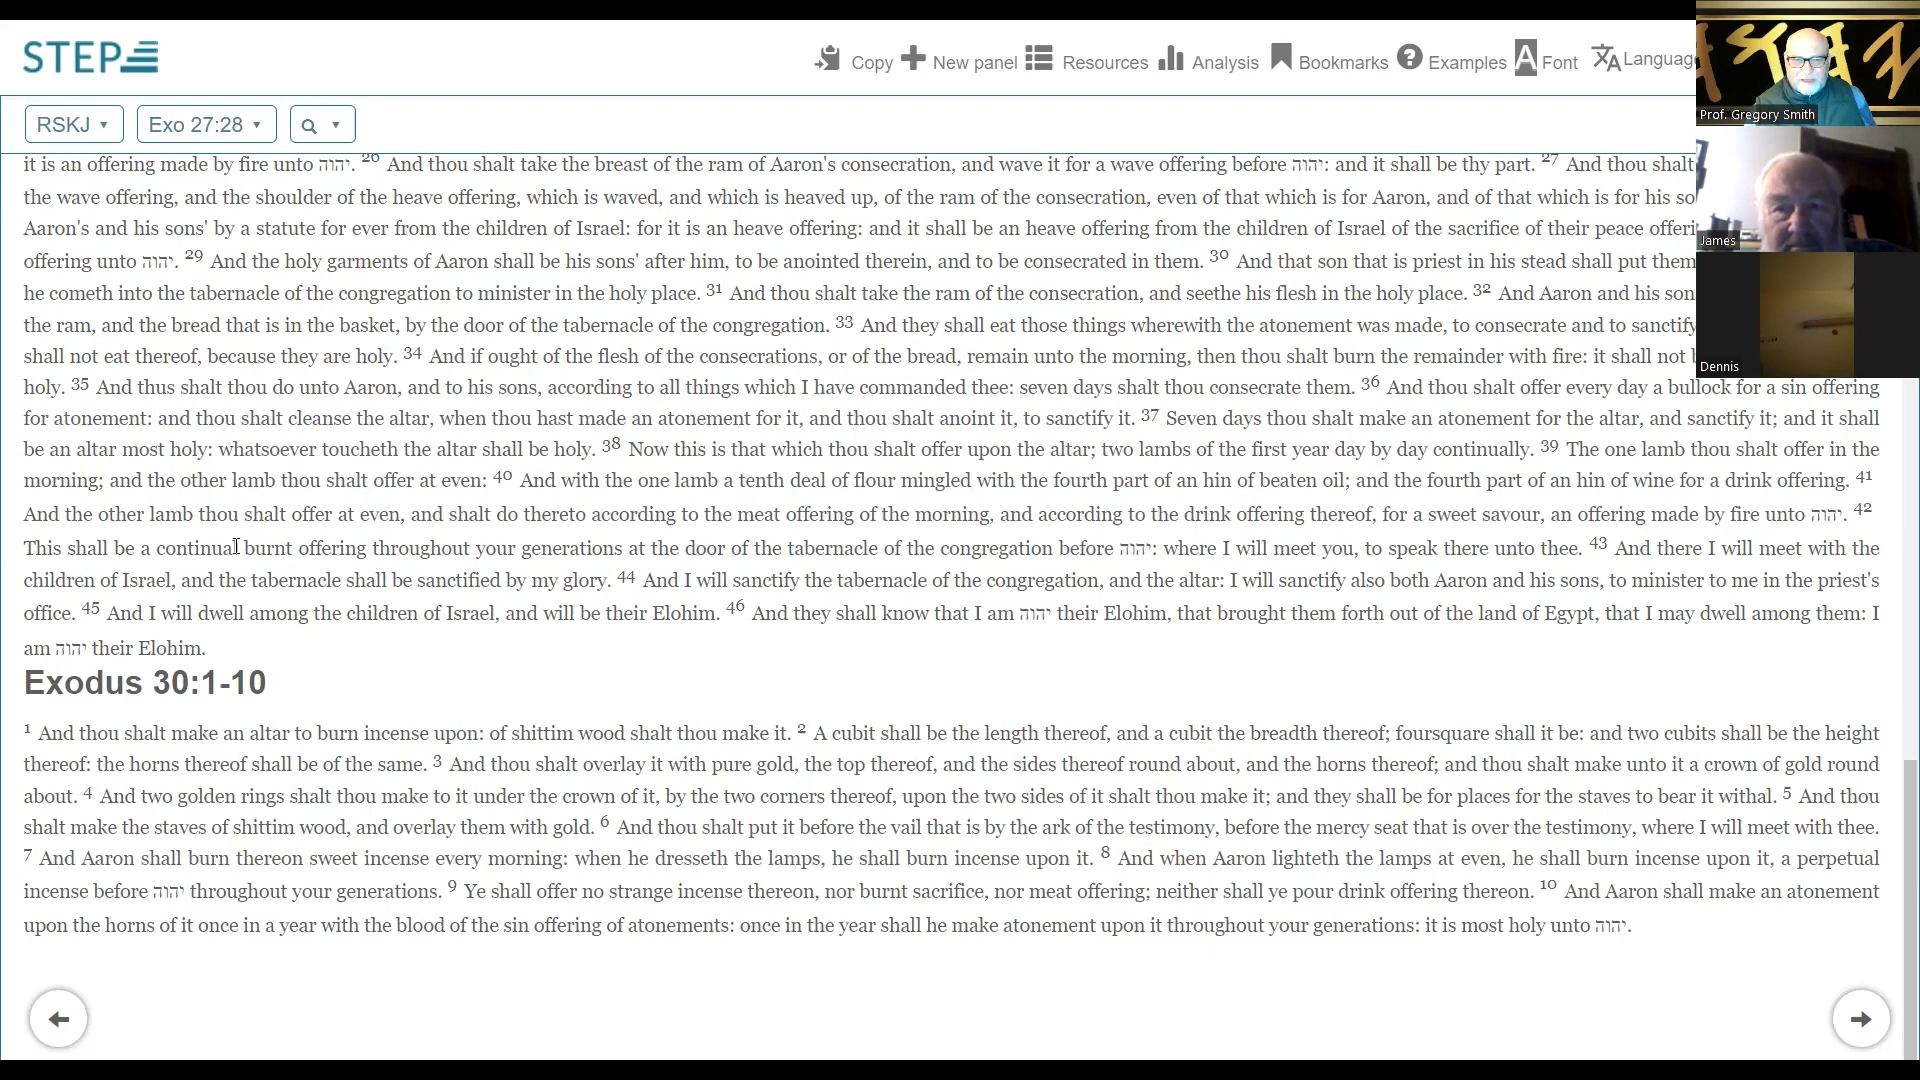 STEP
Copy New panel Resources Analysis Bookmarks Examples Font Languag
Prof. Gregory Smith
RSKJ Exo 27:28
it is an offering made by fire unto יהוה. 26 And thou shalt take the breast of the ram of Aaron's consecration, and wave it for a wave offering before יהוה: and it shall be thy part. 27 And thou shalt
the wave offering, and the shoulder of the heave offering, which is waved, and which is heaved up, of the ram of the consecration, even of that which is for Aaron, and of that which is for his so
Aaron's and his sons' by a statute for ever from the children of Israel: for it is an heave offering: and it shall be an heave offering from the children of Israel of the sacrifice of their peace offeri
James
offering unto יהוה. 29 And the holy garments of Aaron shall be his sons' after him, to be anointed therein, and to be consecrated in them. 30 And that son that is priest in his stead shall put them
he cometh into the tabernacle of the congregation to minister in the holy place. 31 And thou shalt take the ram of the consecration, and seethe his flesh in the holy place. 32 And Aaron and his son
the ram, and the bread that is in the basket, by the door of the tabernacle of the congregation. 33 And they shall eat those things wherewith the atonement was made, to consecrate and to sanctify
shall not eat thereof, because they are holy. 34 And if ought of the flesh of the consecrations, or of the bread, remain unto the morning, then thou shalt burn the remainder with fire: it shall not b
Dennis
holy. 35 And thus shalt thou do unto Aaron, and to his sons, according to all things which I have commanded thee: seven days shalt thou consecrate them. 36 And thou shalt offer every day a bullock for a sin offering
for atonement: and thou shalt cleanse the altar, when thou hast made an atonement for it, and thou shalt anoint it, to sanctify it. 37 Seven days thou shalt make an atonement for the altar, and sanctify it; and it shall
be an altar most holy: whatsoever toucheth the altar shall be holy. 38 Now this is that which thou shalt offer upon the altar; two lambs of the first year day by day continually. 39 The one lamb thou shalt offer in the
morning; and the other lamb thou shalt offer at even: 40 And with the one lamb a tenth deal of flour mingled with the fourth part of an hin of beaten oil; and the fourth part of an hin of wine for a drink offering. 41
And the other lamb thou shalt offer at even, and shalt do thereto according to the meat offering of the morning, and according to the drink offering thereof, for a sweet savour, an offering made by fire unto יהוה. 42
This shall be a continual burnt offering throughout your generations at the door of the tabernacle of the congregation before יהוה: where I will meet you, to speak there unto thee. 43 And there I will meet with the
children of Israel, and the tabernacle shall be sanctified by my glory. 44 And I will sanctify the tabernacle of the congregation, and the altar: I will sanctify also both Aaron and his sons, to minister to me in the priest's
office. 45 And I will dwell among the children of Israel, and will be their Elohim. 46 And they shall know that I am יהוה their Elohim, that brought them forth out of the land of Egypt, that I may dwell among them: I
am יהוה their Elohim.
Exodus 30:1-10
1 And thou shalt make an altar to burn incense upon: of shittim wood shalt thou make it. 2 A cubit shall be the length thereof, and a cubit the breadth thereof; foursquare shall it be: and two cubits shall be the height
thereof: the horns thereof shall be of the same. 3 And thou shalt overlay it with pure gold, the top thereof, and the sides thereof round about, and the horns thereof; and thou shalt make unto it a crown of gold round
about. 4 And two golden rings shalt thou make to it under the crown of it, by the two corners thereof, upon the two sides of it shalt thou make it; and they shall be for places for the staves to bear it withal. 5 And thou
shalt make the staves of shittim wood, and overlay them with gold. 6 And thou shalt put it before the vail that is by the ark of the testimony, before the mercy seat that is over the testimony, where I will meet with thee.
7 And Aaron shall burn thereon sweet incense every morning: when he dresseth the lamps, he shall burn incense upon it. 8 And when Aaron lighteth the lamps at even, he shall burn incense upon it, a perpetual
incense before יהוה throughout your generations. 9 Ye shall offer no strange incense thereon, nor burnt sacrifice, nor meat offering; neither shall ye pour drink offering thereon. 10 And Aaron shall make an atonement
upon the horns of it once in a year with the blood of the sin offering of atonements: once in the year shall he make atonement upon it throughout your generations: it is most holy unto יהוה.